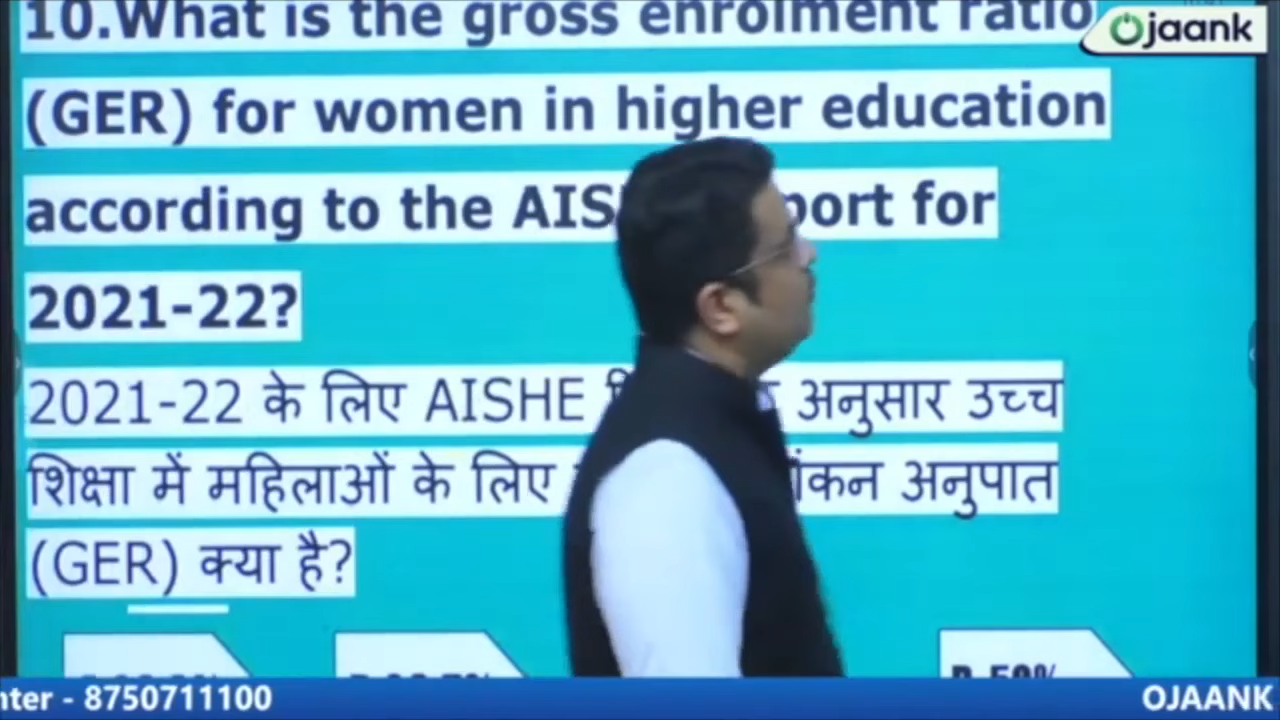 10.What is the gross enrolment ratio
Ojaank
(GER) for women in higher education
according to the AIS port for
2021-22?
2021-22 के लिए AISHE अनुसार उच्च
शिक्षा में महिलाओं के लिए ांकन अनुपात
(GER) क्या है?
D 50%
nter - 8750711100
OJAANK